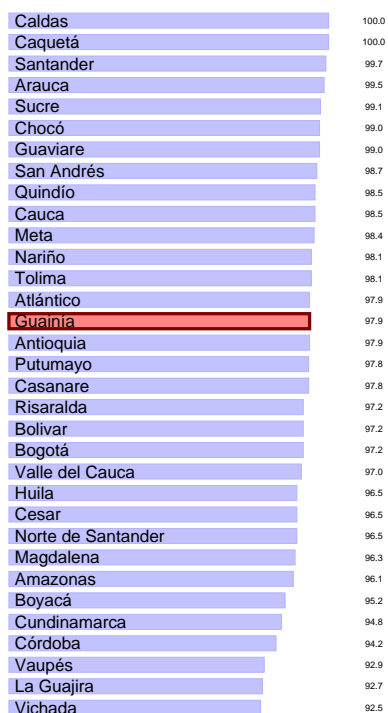 Caldas 100.0
Caquetá 100.0
Santander 99.7
Arauca 99.5
Sucre 99.1
Chocó 99.0
Guaviare 99.0
San Andrés 98.7
Quindío 98.5
Cauca 98.5
Meta 98.4
Nariño 98.1
Tolima 98.1
Atlántico 97.9
Guainía 97.9
Antioquia 97.9
Putumayo 97.8
Casanare 97.8
Risaralda 97.2
Bolivar 97.2
Bogotá 97.2
Valle del Cauca 97.0
Huila 96.5
Cesar 96.5
Norte de Santander 96.5
Magdalena 96.3
Amazonas 96.1
Boyacá 95.2
Cundinamarca 94.8
Córdoba 94.2
Vaupés 92.9
La Guajira 92.7
Vichada 92.5